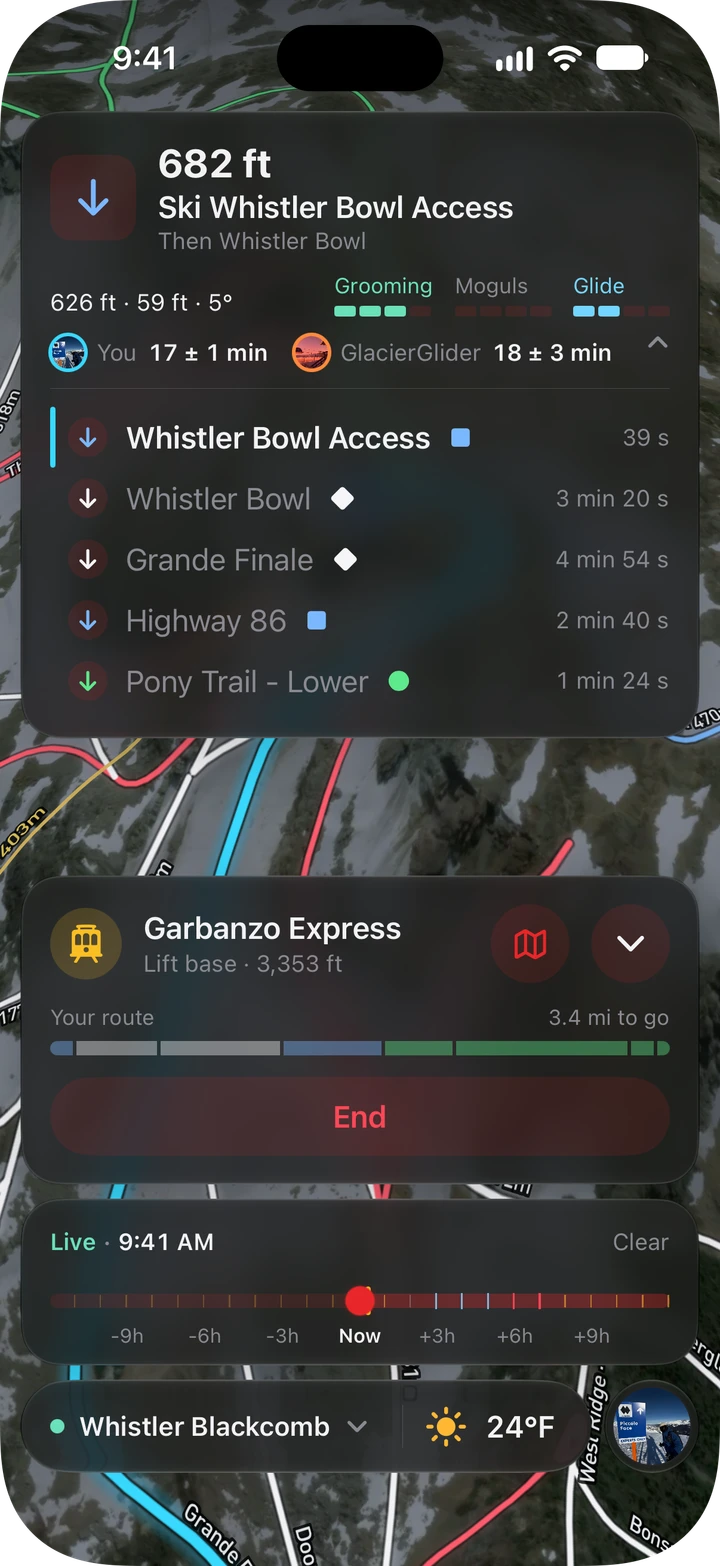 9:41
682 ft
Ski Whistler Bowl Access
Then Whistler Bowl
626 ft · 59 ft · 5°
Grooming Moguls Glide
You 17 ± 1 min GlacierGlider 18 ± 3 min
Whistler Bowl Access 39 s
Whistler Bowl 3 min 20 s
Grande Finale 4 min 54 s
Highway 86 2 min 40 s
Pony Trail - Lower 1 min 24 s
403m
Garbanzo Express
Lift base · 3,353 ft
Your route 3.4 mi to go
End
Live · 9:41 AM Clear
-9h -6h -3h Now +3h +6h +9h
Whistler Blackcomb 24°F
West Ridge
Grande